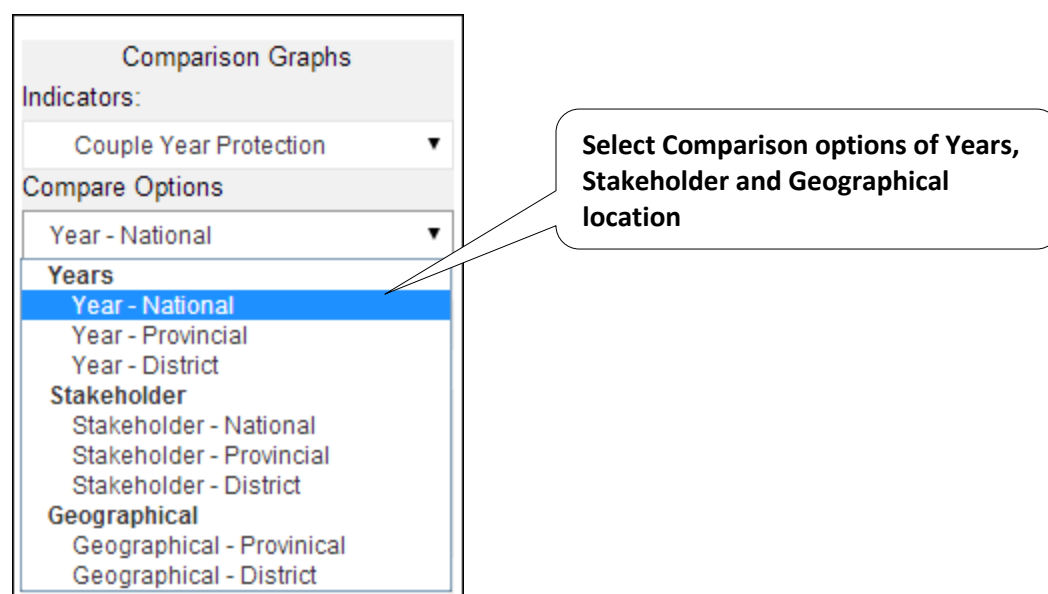 Comparison Graphs
Indicators:
Couple Year Protection
Compare Options
Year - National
Years
Year - National
Year - Provincial
Year - District
Stakeholder
Stakeholder - National
Stakeholder - Provincial
Stakeholder - District
Geographical
Geographical - Provinical
Geographical - District
Select Comparison options of Years,
Stakeholder and Geographical
location